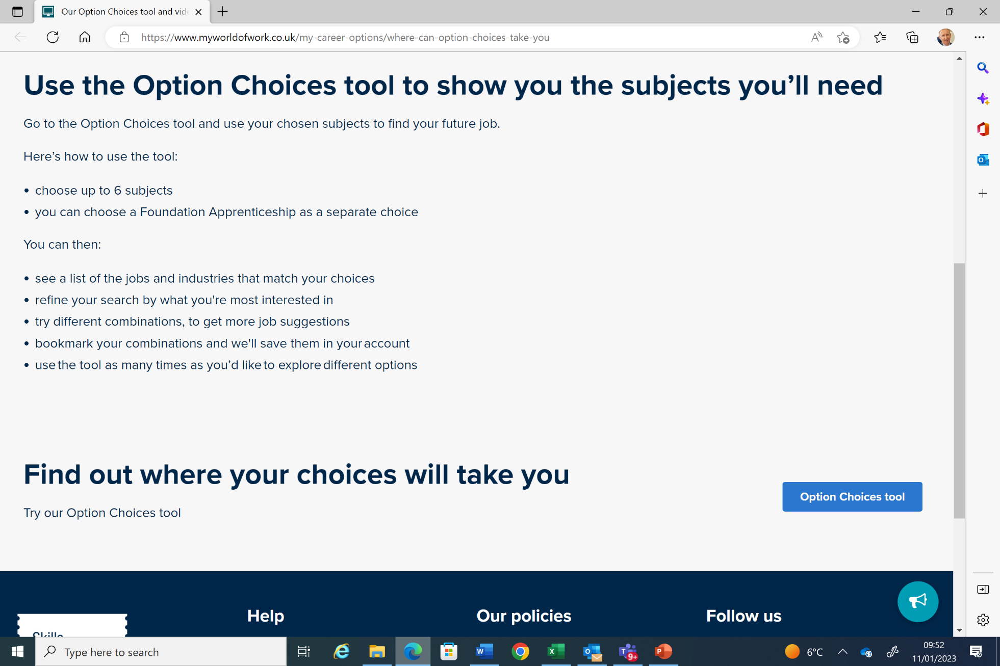 Our Option Choices tool and vid
https://www.myworldofwork.co.uk/my-career-options/where-can-option-choices-take-you
Use the Option Choices tool to show you the subjects you’ll need
Go to the Option Choices tool and use your chosen subjects to find your future job.
Here’s how to use the tool:
• choose up to 6 subjects
• you can choose a Foundation Apprenticeship as a separate choice
You can then:
• see a list of the jobs and industries that match your choices
• refine your search by what you're most interested in
• try different combinations, to get more job suggestions
• bookmark your combinations and we'll save them in your account
• use the tool as many times as you’d like to explore different options
Find out where your choices will take you
Option Choices tool
Try our Option Choices tool
Help
Our policies
Follow us
Skills
Type here to search
9+
6°C
09:52
11/01/2023